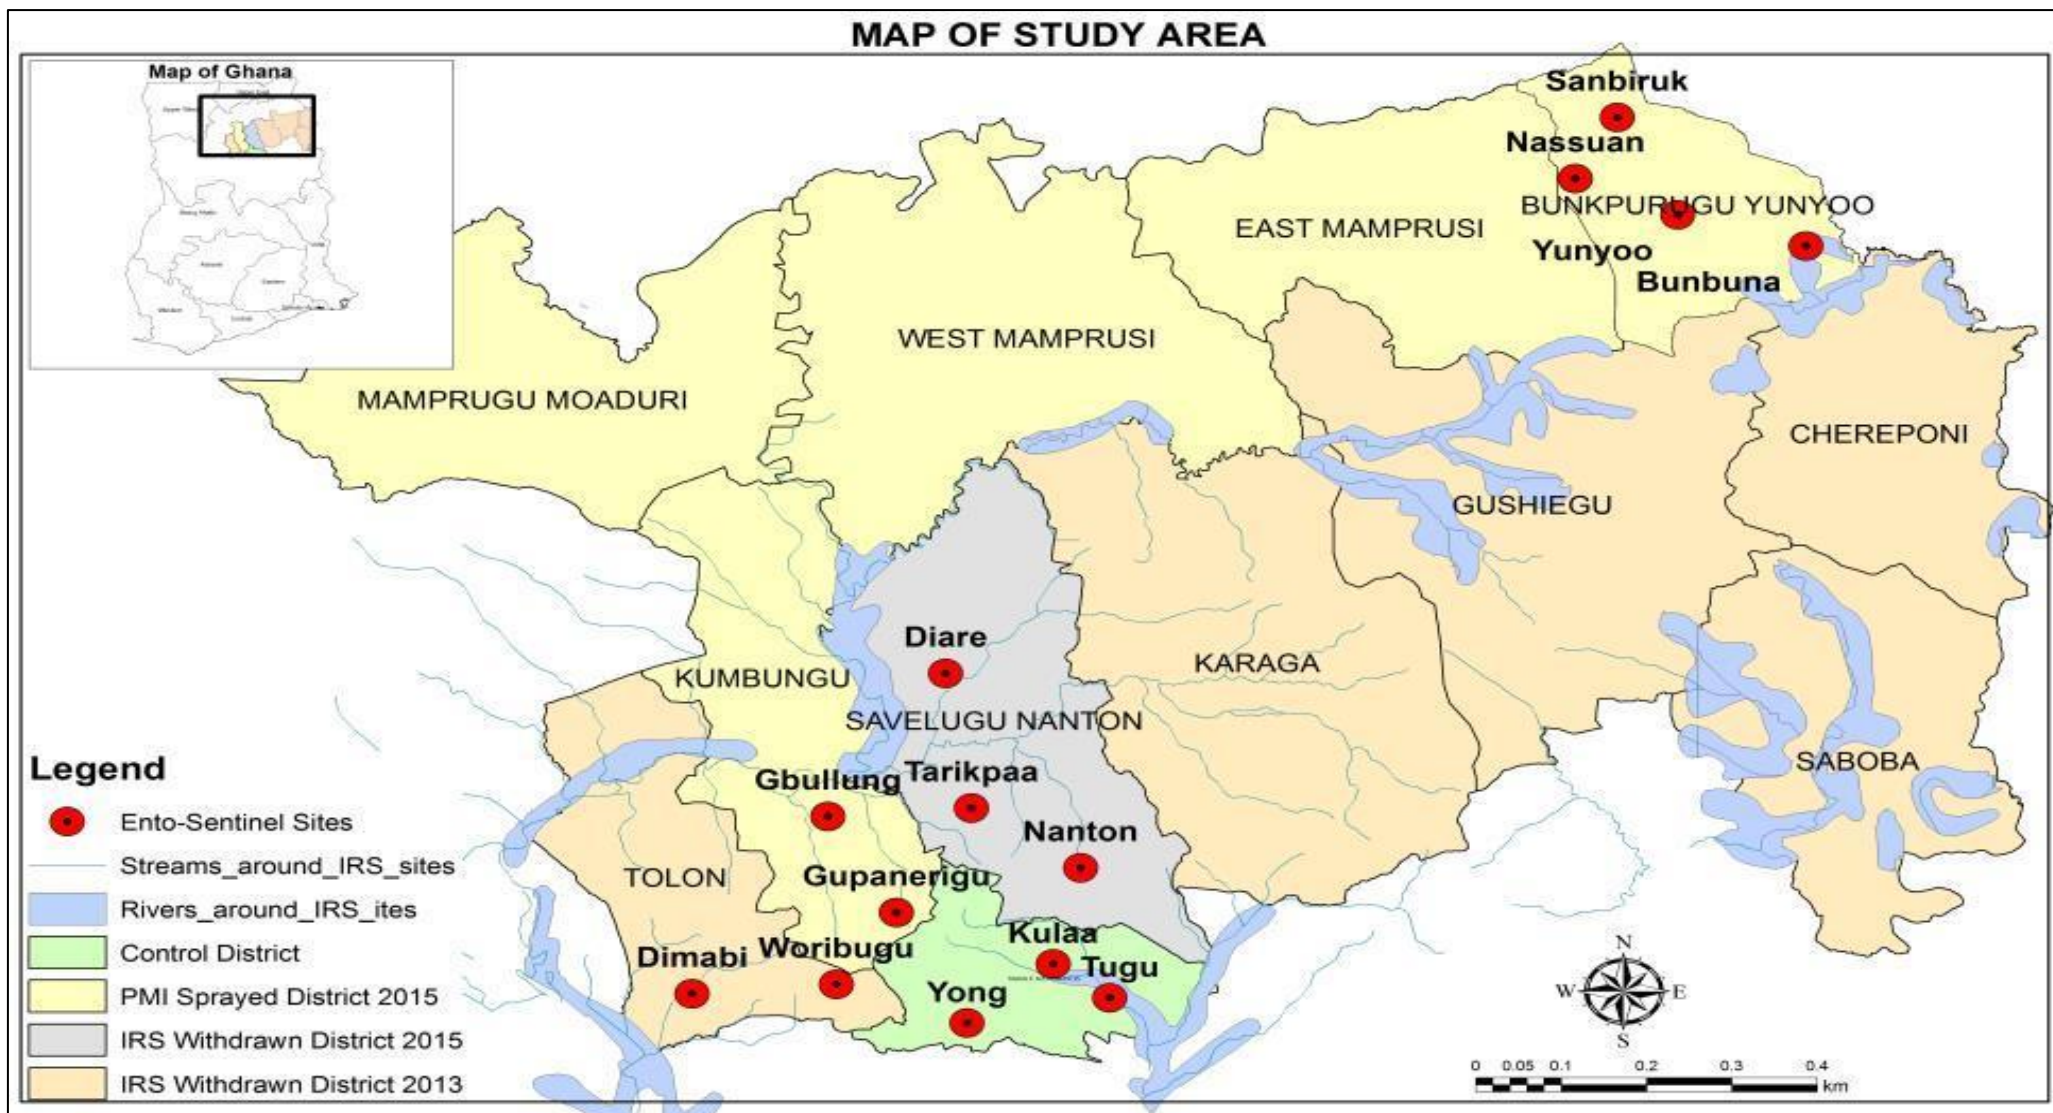 MAP OF STUDY AREA
Map of Ghana
Sanbiruk
Nassuan
BUNKPURUGU YUNYOO
EAST MAMPRUSI
Yunyoo
Bunbuna
WEST MAMPRUSI
MAMPRUGU MOADURI
CHEREPONI
GUSHIEGU
Diare
KARAGA
KUMBUNGU
SAVELUGU NANTON
SABOBA
Gbullung
Tarikpaa
Nanton
TOLON
Gupanerigu
Kulaa
Woribugu
Dimabi
Tugu
Yong
Legend
Ento-Sentinel Sites
Streams_around_IRS_sites
Rivers_around_IRS_ites
Control District
PMI Sprayed District 2015
IRS Withdrawn District 2015
IRS Withdrawn District 2013
N
W E
S
0 0.05 0.1 0.2 0.3 0.4
km